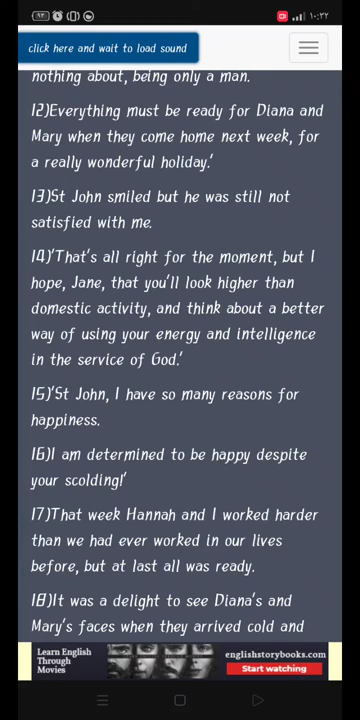 93
۱۰:۲۲
click here and wait to load sound
nothing about, being only a man.
12)Everything must be ready for Diana and
Mary when they come home next week, for
a really wonderful holiday.'
13)St John smiled but he was still not
satisfied with me.
14)'That's all right for the moment, but I
hope, Jane, that you'll look higher than
domestic activity, and think about a better
way of using your energy and intelligence
in the service of God.'
15)'St John, I have so many reasons for
happiness.
16)I am determined to be happy despite
your scolding!'
17)That week Hannah and I worked harder
than we had ever worked in our lives
before, but at last all was ready.
18)It was a delight to see Diana's and
Mary's faces when they arrived cold and
Learn English
Through
Movies
englishstorybooks.com
Start watching